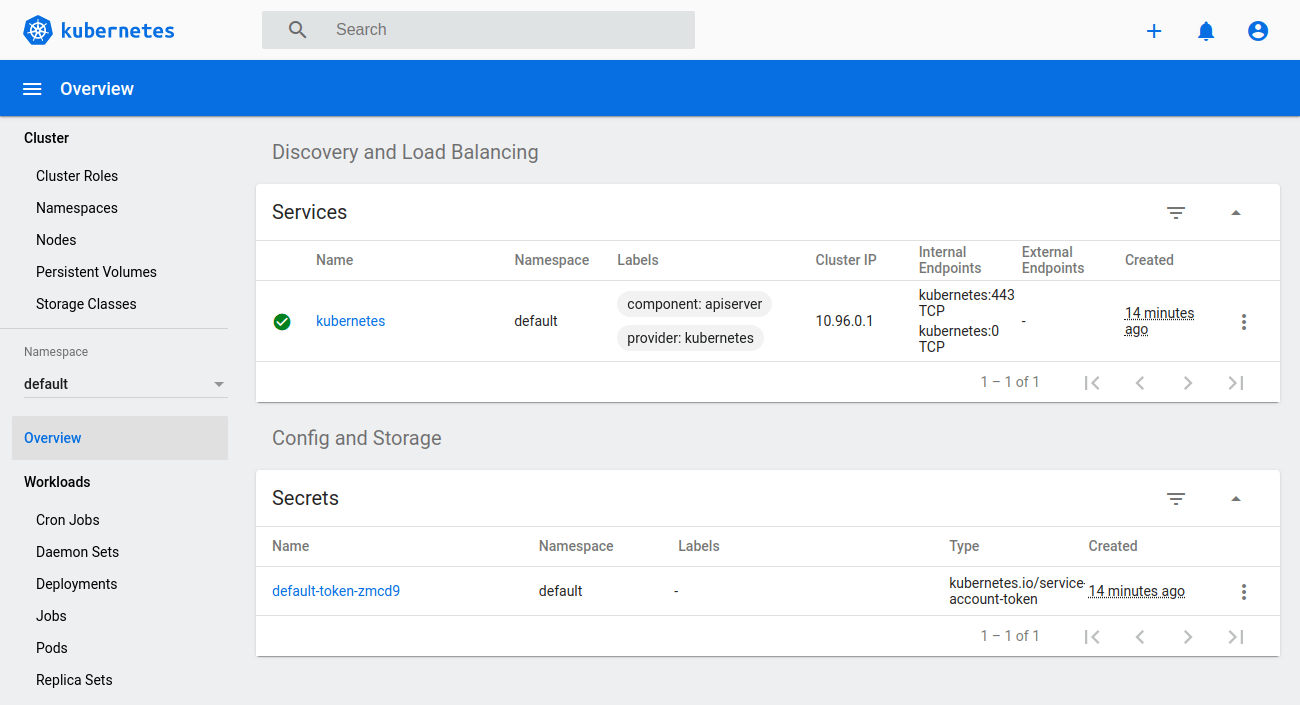 kubernetes
Search
Overview
Cluster
Cluster Roles
Namespaces
Nodes
Persistent Volumes
Storage Classes
Namespace
default
Overview
Workloads
Cron Jobs
Daemon Sets
Deployments
Jobs
Pods
Replica Sets
Discovery and Load Balancing
Services
Name Namespace Labels Cluster IP Internal Endpoints External Endpoints Created
kubernetes default component: apiserver provider: kubernetes 10.96.0.1 kubernetes:443 TCP kubernetes:0 TCP - 14 minutes ago
1 – 1 of 1
Config and Storage
Secrets
Name Namespace Labels Type Created
default-token-zmcd9 default - kubernetes.io/service-account-token 14 minutes ago
1 – 1 of 1